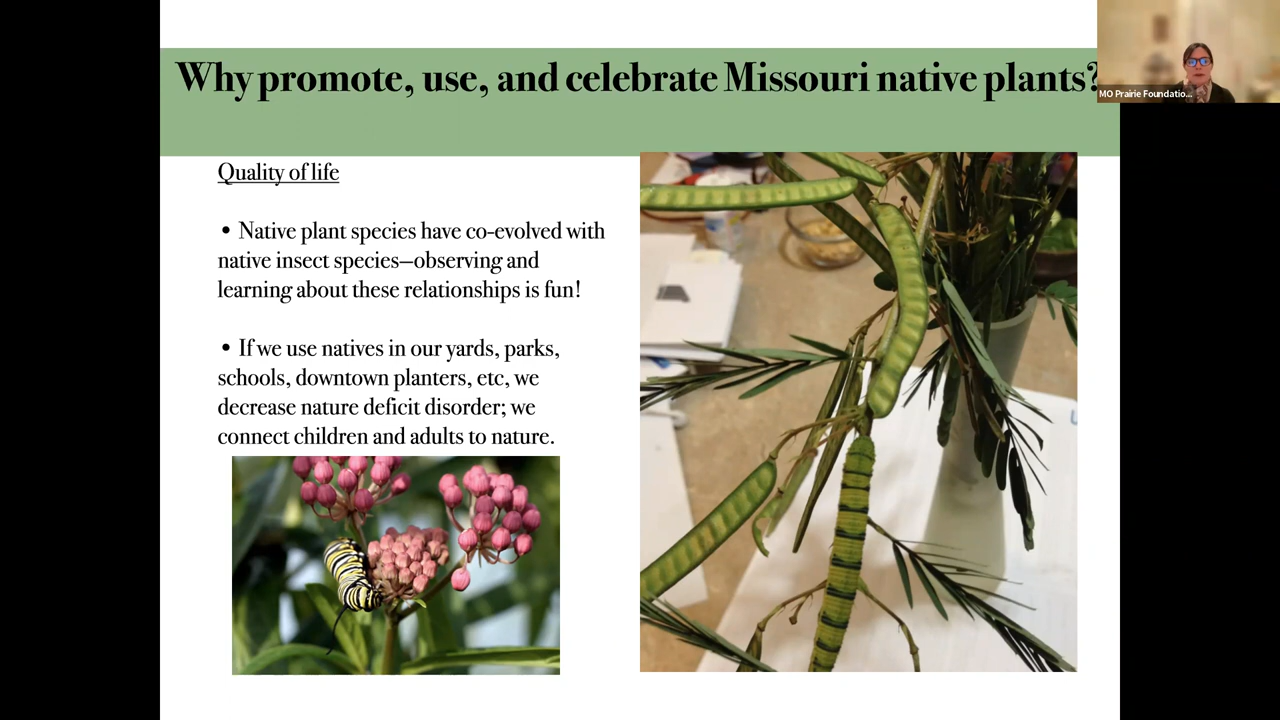 Why promote, use, and celebrate Missouri native plants?
MO Prairie Foundatio...
Quality of life
• Native plant species have co-evolved with
native insect species—observing and
learning about these relationships is fun!
• If we use natives in our yards, parks,
schools, downtown planters, etc, we
decrease nature deficit disorder; we
connect children and adults to nature.